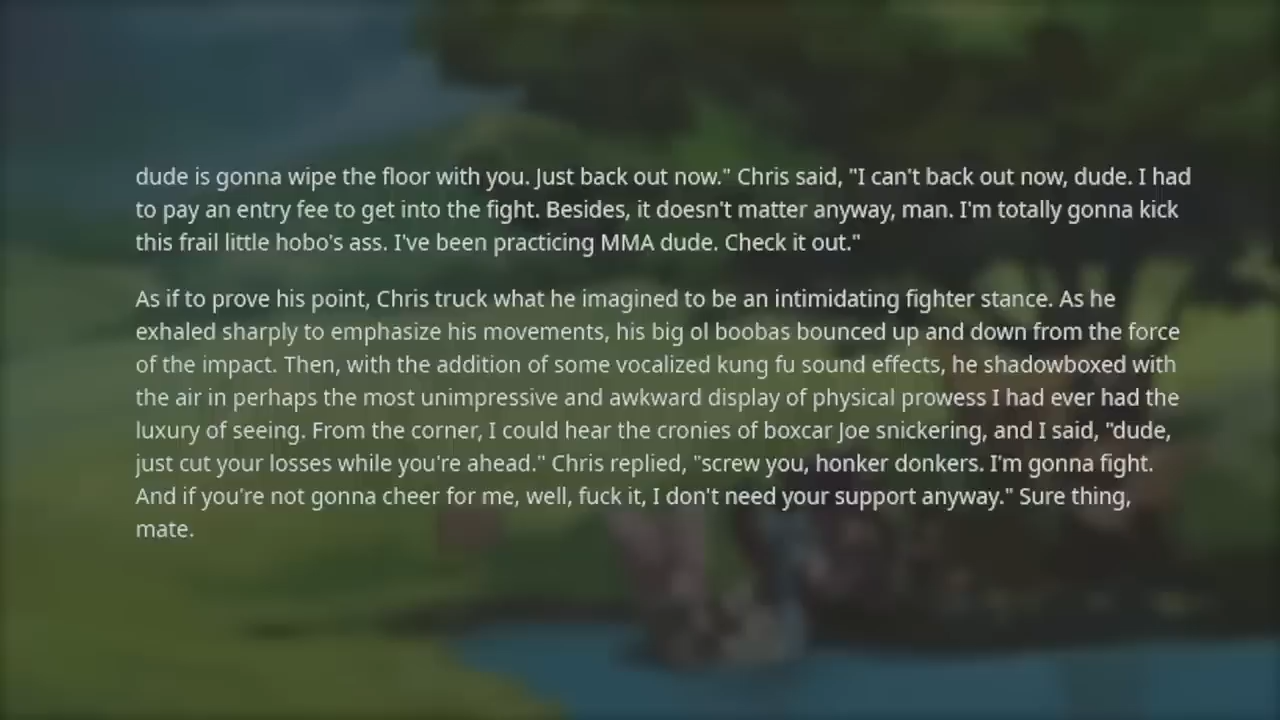 dude is gonna wipe the floor with you. Just back out now." Chris said, "I can't back out now, dude. I had
to pay an entry fee to get into the fight. Besides, it doesn't matter anyway, man. I'm totally gonna kick
this frail little hobo's ass. I've been practicing MMA dude. Check it out."
As if to prove his point, Chris truck what he imagined to be an intimidating fighter stance. As he
exhaled sharply to emphasize his movements, his big ol boobas bounced up and down from the force
of the impact. Then, with the addition of some vocalized kung fu sound effects, he shadowboxed with
the air in perhaps the most unimpressive and awkward display of physical prowess I had ever had the
luxury of seeing. From the corner, I could hear the cronies of boxcar Joe snickering, and I said, "dude,
just cut your losses while you're ahead." Chris replied, "screw you, honker donkers. I'm gonna fight.
And if you're not gonna cheer for me, well, fuck it, I don't need your support anyway." Sure thing,
mate.